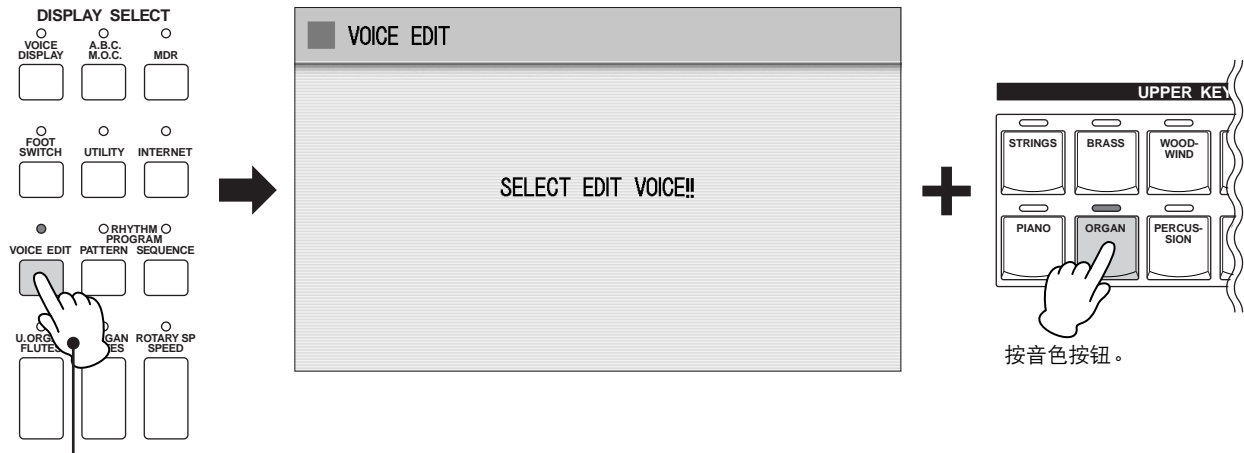 DISPLAY SELECT
VOICE
DISPLAY
A.B.C.
M.O.C.
MDR
FOOT
SWITCH
UTILITY
INTERNET
RHYTHM
PROGRAM
VOICE EDIT
PATTERN
SEQUENCE
FLUTES
ROTARY SP
SPEED
VOICE EDIT
SELECT EDIT VOICE!!
UPPER KEY
STRINGS
BRASS
WOOD-
WIND
PIANO
ORGAN
PERCUS-
SION
按音色按钮。